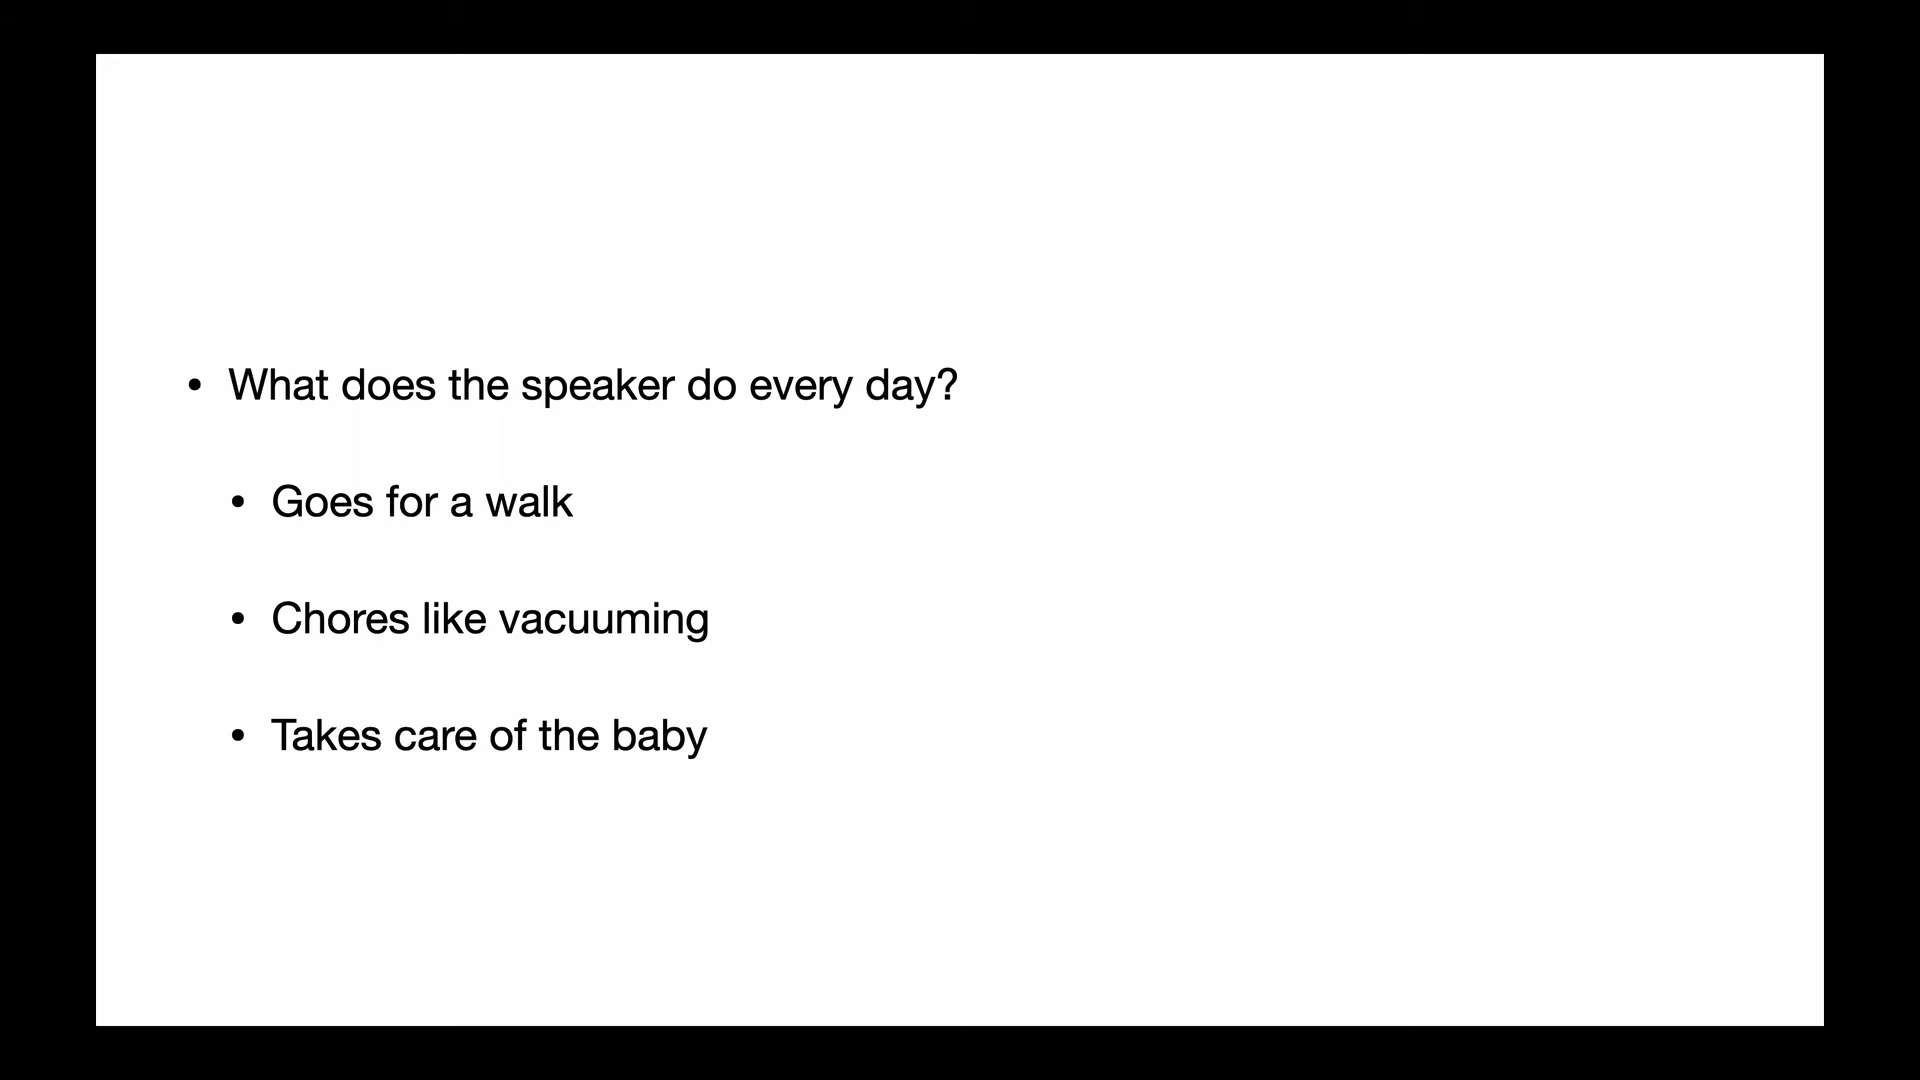 • What does the speaker do every day?
• Goes for a walk
• Chores like vacuuming
• Takes care of the baby